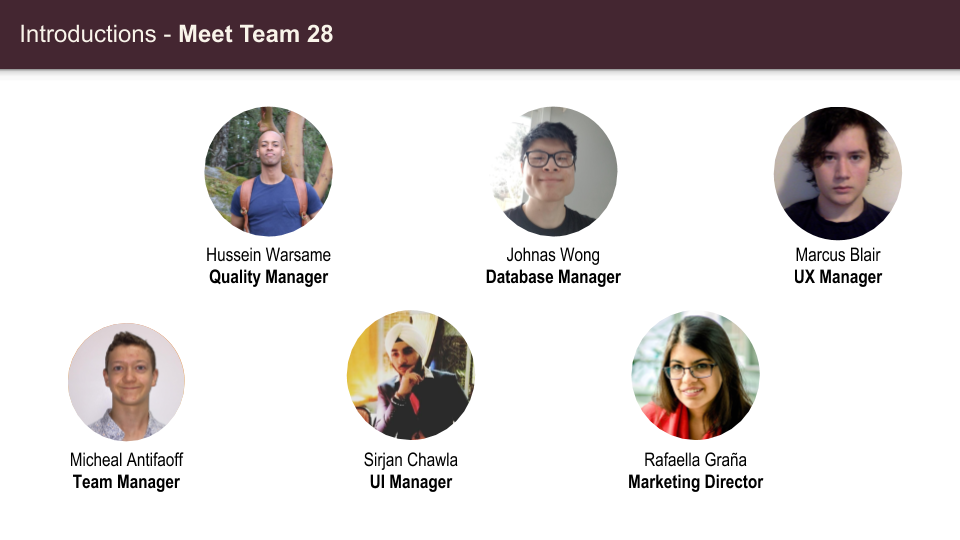 Introductions - Meet Team 28
Hussein Warsame
Quality Manager
Johnas Wong
Database Manager
Marcus Blair
UX Manager
Micheal Antifaoff
Team Manager
Sirjan Chawla
UI Manager
Rafaella Graña
Marketing Director